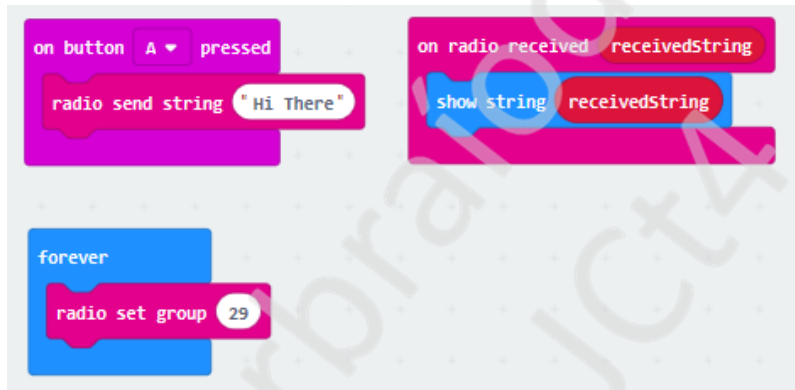 on button A pressed
radio send string "Hi There"
on radio received receivedString
show string receivedString
forever
radio set group 29
JCt4